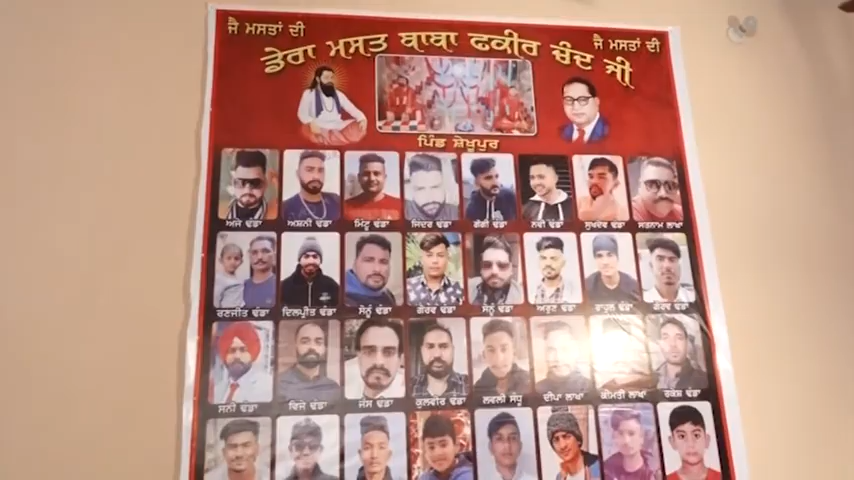 ਜੈ ਮਸਤਾਂ ਦੀ
ਜੈ ਮਸਤਾਂ ਦੀ
ਡੇਰਾ ਮਸਤ ਬਾਬਾ ਫਕੀਰ ਚੰਦ ਜੀ
ਪਿੰਡ ਸ਼ੇਖੂਪੁਰ
ਅਜੇ ਢੰਡਾ ਅਸ਼ਨੀ ਢੰਡਾ ਮਿੰਟੂ ਢੰਡਾ ਜਿੰਦਰ ਢੰਡਾ ਗੱਗੀ ਢੰਡਾ ਨਵੀ ਢੰਡਾ ਸੁਖਦੇਵ ਢੰਡਾ ਸਤਨਾਮ ਲਾਖਾ
ਰਣਜੀਤ ਢੰਡਾ ਦਿਲਪ੍ਰੀਤ ਢੰਡਾ ਸੋਨੂੰ ਢੰਡਾ ਗੌਰਵ ਢੰਡਾ ਸੰਨੂ ਢੰਡਾ ਅਰੁਣ ਢੰਡਾ ਰਾਹੁਲ ਢੰਡਾ ਗੌਰਵ ਢੰਡਾ
ਸਨੀ ਢੰਡਾ ਵਿਜੇ ਢੰਡਾ ਜੱਸ ਢੰਡਾ ਕੁਲਵੀਰ ਢੰਡਾ ਲਵਲੀ ਸੰਧੂ ਦੀਪਾ ਲਾਖਾ ਕੀਮਤੀ ਲਾਖਾ ਰਕੇਸ਼ ਢੰਡਾ